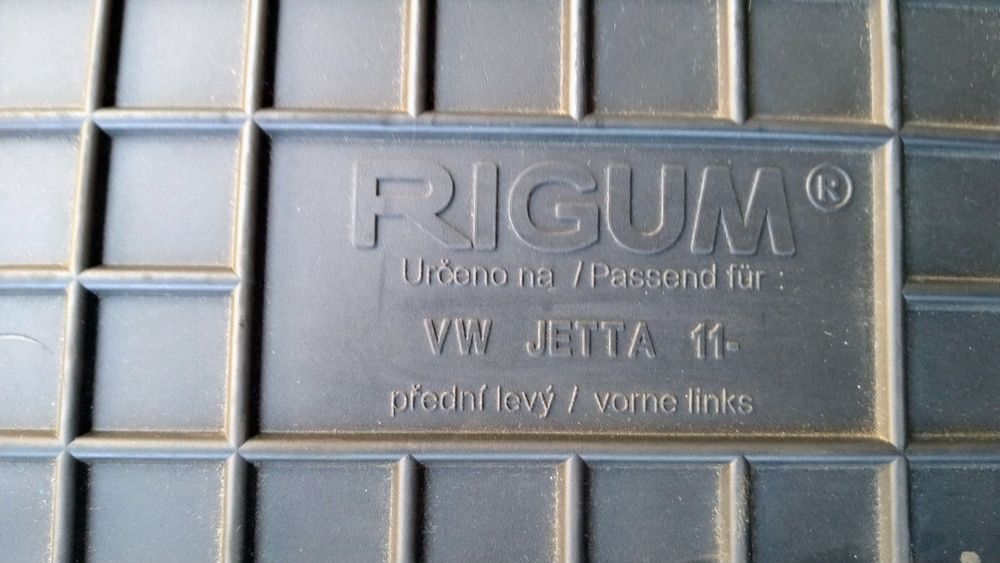 RIGUM®
Určeno na / Passend für :
VW JETTA 11-
přední levý / vorne links